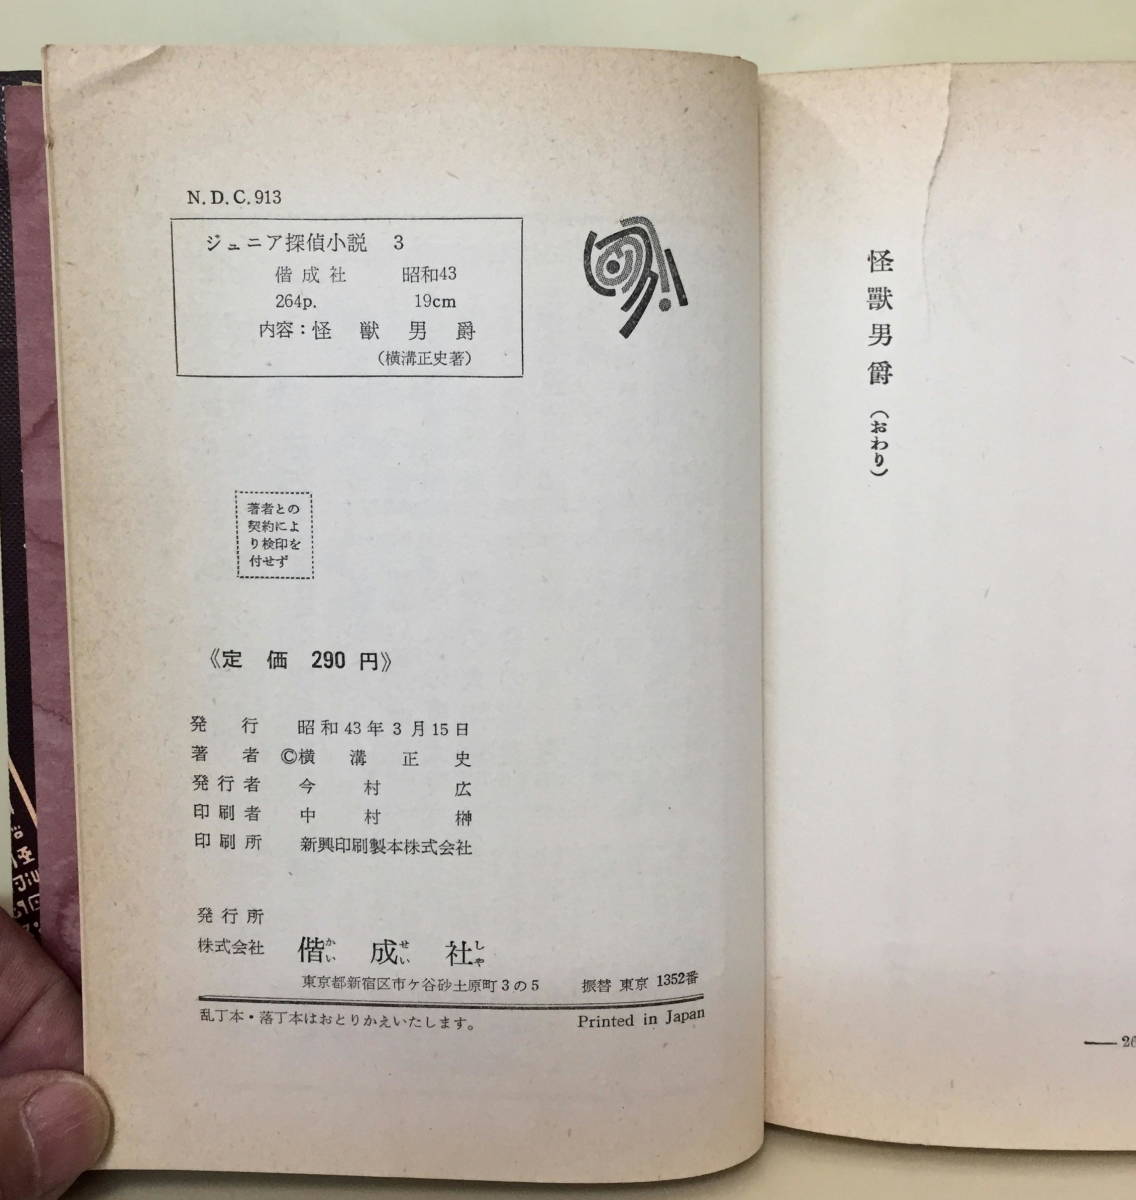 N.D.C.913
ジュニア探偵小説 3
偕成社 昭和43
264p. 19cm
内容：怪獣男爵
（横溝正史著）
著者との
契約によ
り検印を
付せず
《定価 290円》
発行 昭和43年3月15日
著者 ©横溝正史
発行者 今村広
印刷者 中村榊
印刷所 新興印刷製本株式会社
発行所
株式会社 偕成社
かい せい しや
東京都新宿区市ケ谷砂土原町3の5 振替 東京 1352番
乱丁本・落丁本はおとりかえいたします。 Printed in Japan
怪獸男爵（おわり）